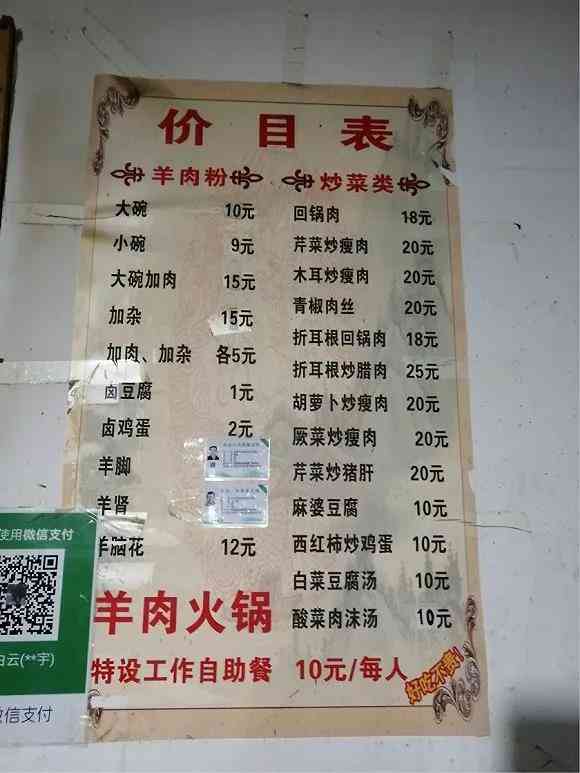 价目表
羊肉粉
大碗 10元
小碗 9元
大碗加肉 15元
加杂 15元
加肉、加杂 各5元
卤豆腐 1元
卤鸡蛋 2元
羊脚
羊肾
羊脑花 12元
炒菜类
回锅肉 18元
芹菜炒瘦肉 20元
木耳炒瘦肉 20元
青椒肉丝 20元
折耳根回锅肉 18元
折耳根炒腊肉 25元
胡萝卜炒瘦肉 20元
厥菜炒瘦肉 20元
芹菜炒猪肝 20元
麻婆豆腐 10元
西红柿炒鸡蛋 10元
白菜豆腐汤 10元
酸菜肉沫汤 10元
羊肉火锅
特设工作自助餐 10元/每人
好吃不贵!
使用微信支付
白云(**宇)
微信支付